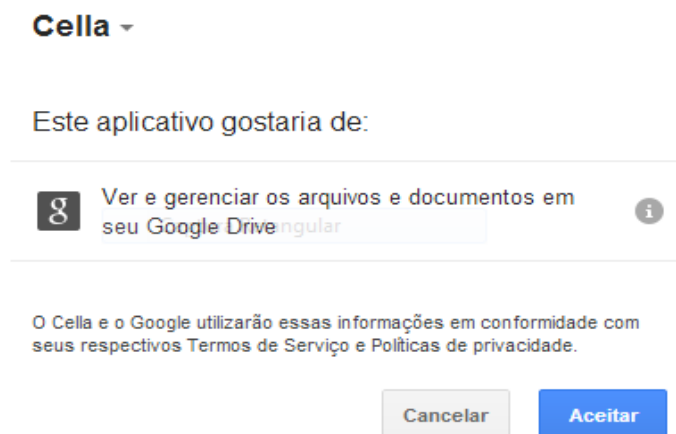 Cella
Este aplicativo gostaria de:
g
Ver e gerenciar os arquivos e documentos em
seu Google Drive
i
O Cella e o Google utilizarão essas informações em conformidade com
seus respectivos Termos de Serviço e Políticas de privacidade.
Cancelar
Aceitar